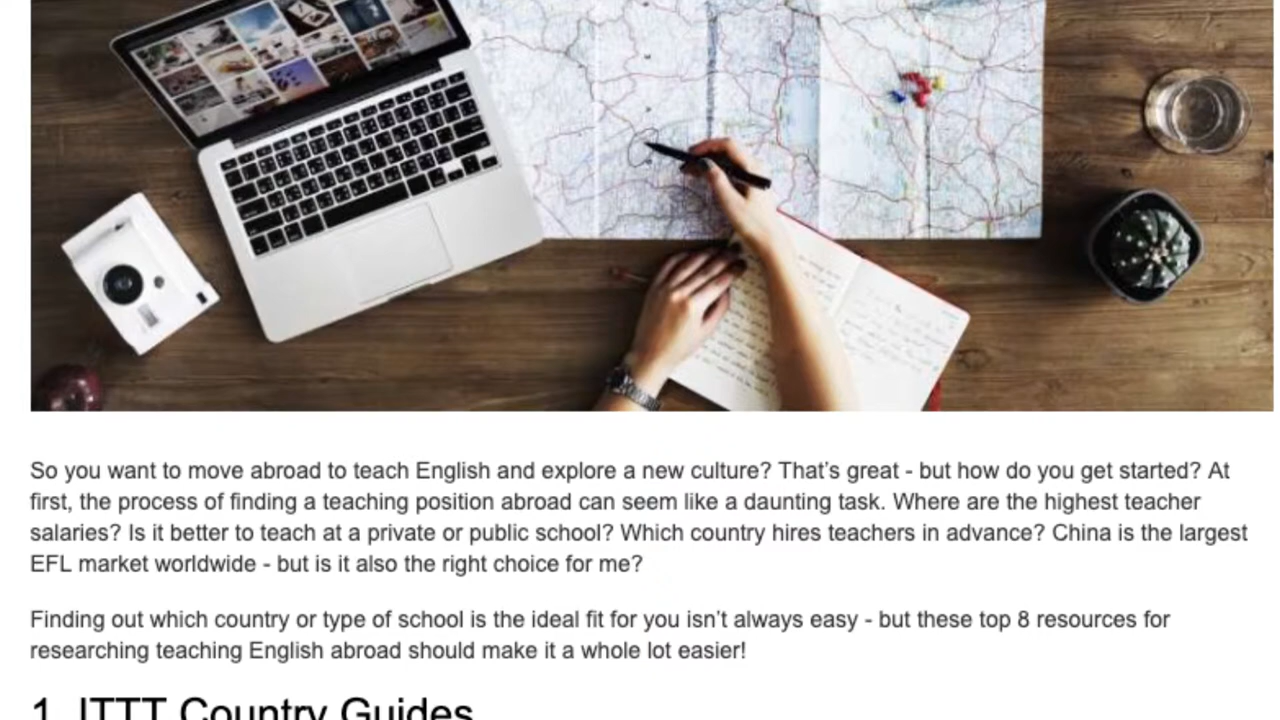 So you want to move abroad to teach English and explore a new culture? That’s great - but how do you get started? At
first, the process of finding a teaching position abroad can seem like a daunting task. Where are the highest teacher
salaries? Is it better to teach at a private or public school? Which country hires teachers in advance? China is the largest
EFL market worldwide - but is it also the right choice for me?
Finding out which country or type of school is the ideal fit for you isn’t always easy - but these top 8 resources for
researching teaching English abroad should make it a whole lot easier!
1. ITTT Country Guides